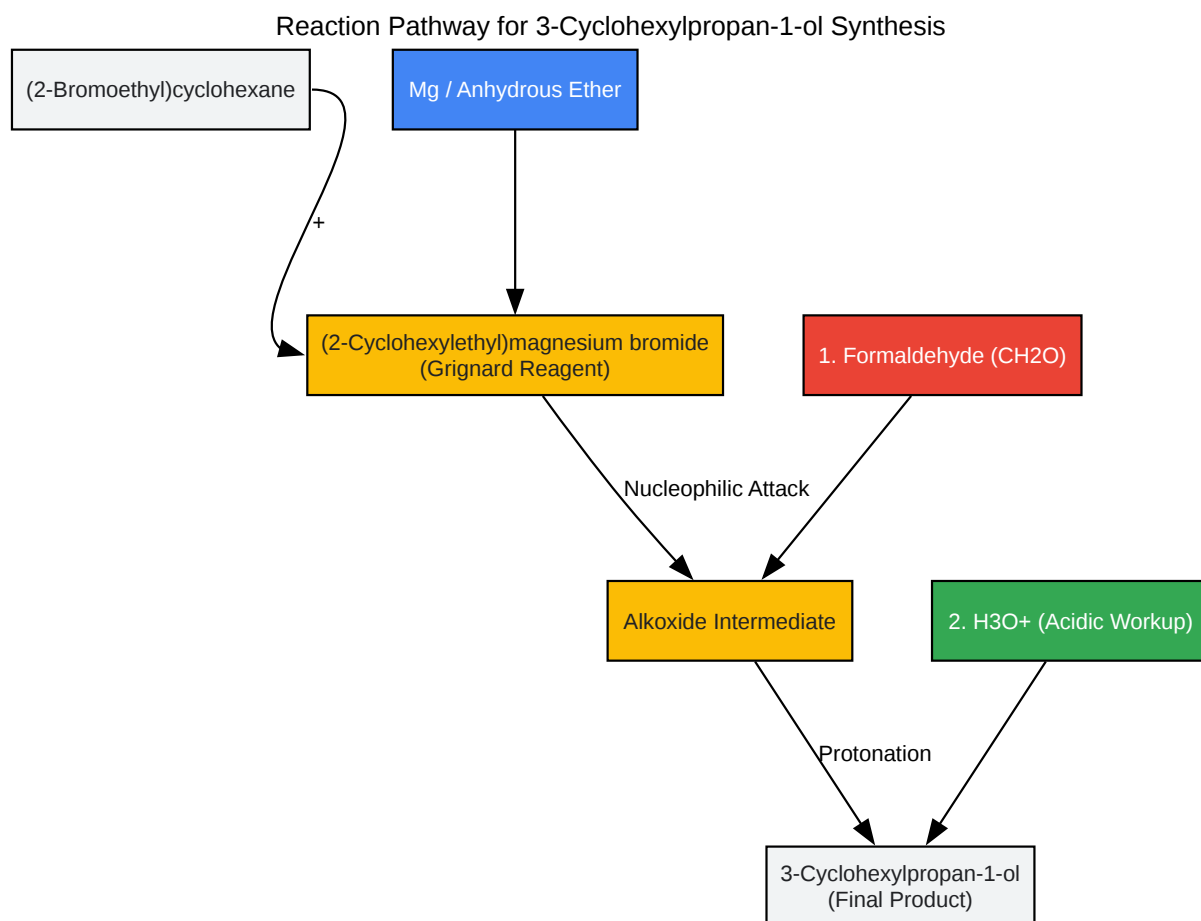 Reaction Pathway for 3-Cyclohexylpropan-1-ol Synthesis
(2-Bromoethyl)cyclohexane
Mg / Anhydrous Ether
+
(2-Cyclohexylethyl)magnesium bromide
(Grignard Reagent)
1. Formaldehyde (CH2O)
Nucleophilic Attack
Alkoxide Intermediate
2. H3O+ (Acidic Workup)
Protonation
3-Cyclohexylpropan-1-ol
(Final Product)